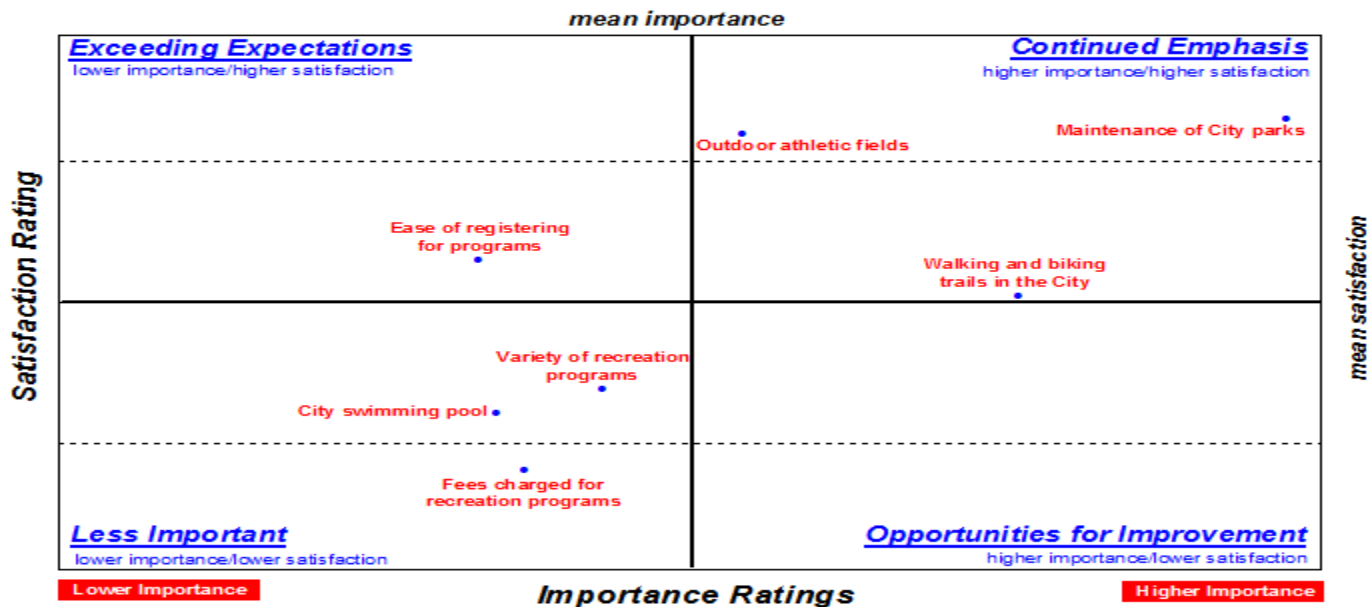 mean importance
Exceeding Expectations
lower importance/higher satisfaction
Continued Emphasis
higher importance/higher satisfaction
Maintenance of City parks
Outdoor athletic fields
Ease of registering
for programs
Walking and biking
trails in the City
Satisfaction Rating
mean satisfaction
Variety of recreation
programs
City swimming pool
Fees charged for
recreation programs
Less Important
lower importance/lower satisfaction
Opportunities for Improvement
higher importance/lower satisfaction
Lower Importance
Importance Ratings
Higher Importance